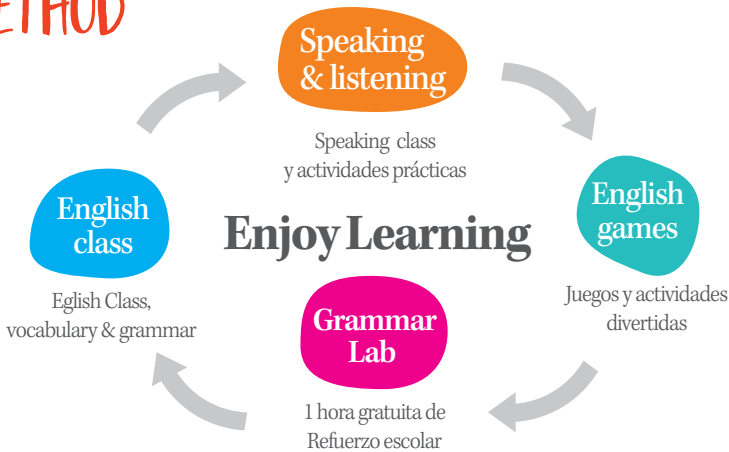 ETHOD
Speaking
& listening
Speaking class
y actividades prácticas
English
class
Eglish Class,
vocabulary & grammar
Enjoy Learning
English
games
Juegos y actividades
divertidas
Grammar
Lab
1 hora gratuita de
Refuerzo escolar